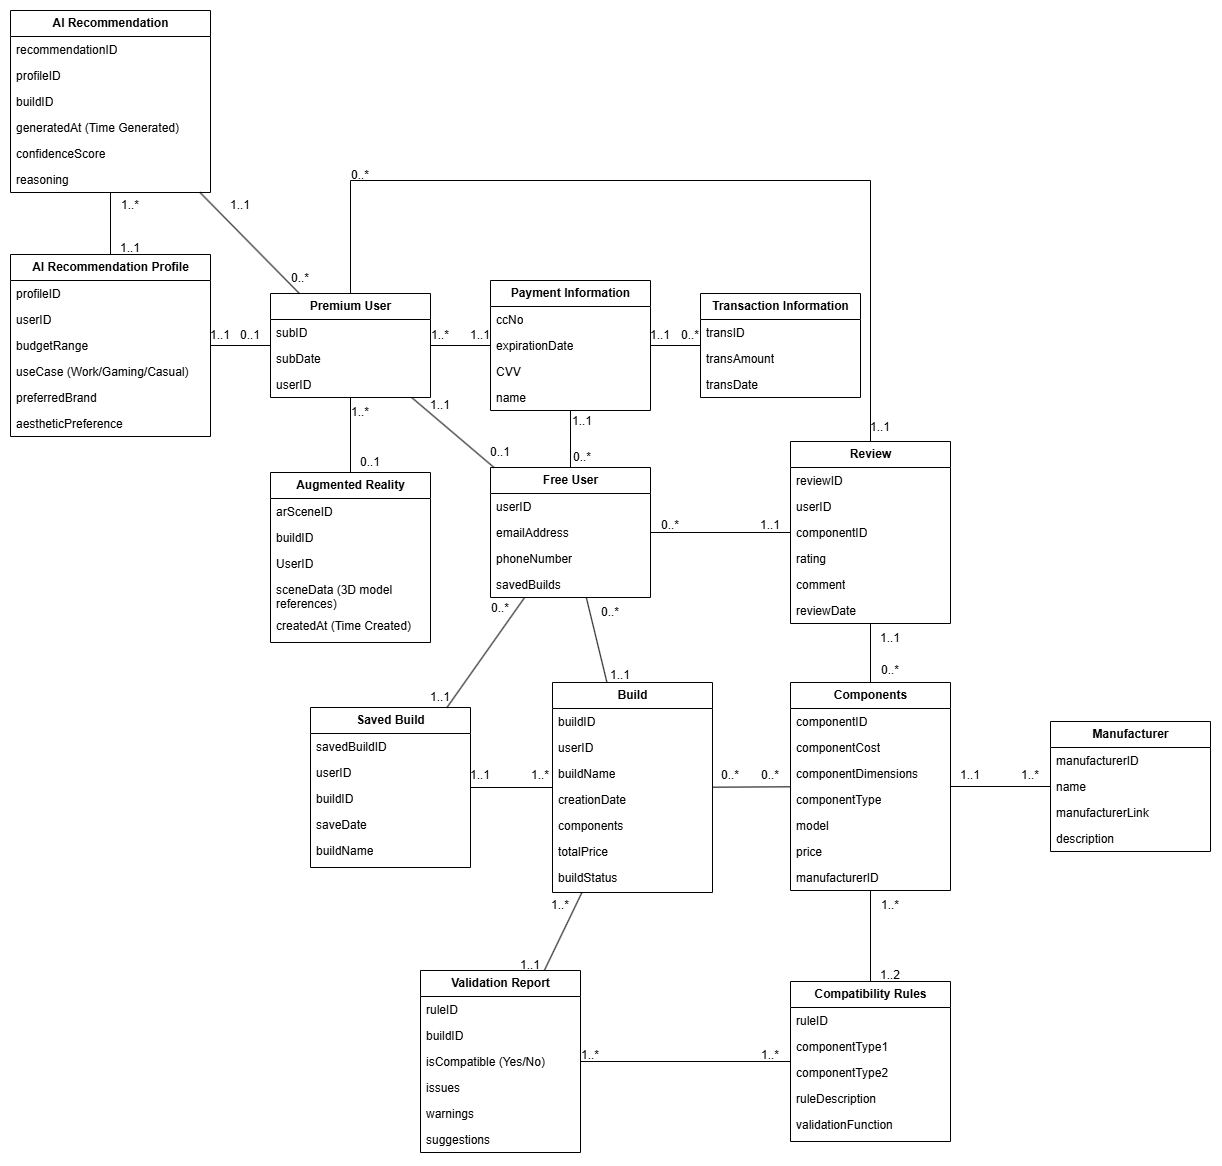 AI Recommendation
recommendationID
profileID
buildID
generatedAt (Time Generated)
confidenceScore
reasoning
1..*
1..1
1..1
0..*
AI Recommendation Profile
profileID
userID
budgetRange
useCase (Work/Gaming/Casual)
preferredBrand
aestheticPreference
1..1
0..1
0..*
1..1
Premium User
subID
subDate
userID
1..*
1..1
Payment Information
ccNo
expirationDate
CVV
name
1..1
0..*
Transaction Information
transID
transAmount
transDate
1..*
0..1
1..1
0..1
1..1
0..*
Augmented Reality
arSceneID
buildID
UserID
sceneData (3D model
references)
createdAt (Time Created)
Free User
userID
emailAddress
phoneNumber
savedBuilds
0..*
1..1
Review
reviewID
userID
componentID
rating
comment
reviewDate
0..*
1..1
0..*
1..1
1..1
0..*
Saved Build
savedBuildID
userID
buildID
saveDate
buildName
1..1
1..*
Build
buildID
userID
buildName
creationDate
components
totalPrice
buildStatus
0..*
0..*
Components
componentID
componentCost
componentDimensions
componentType
model
price
manufacturerID
1..1
1..*
Manufacturer
manufacturerID
name
manufacturerLink
description
1..*
1..1
1..*
1..2
Validation Report
ruleID
buildID
isCompatible (Yes/No)
issues
warnings
suggestions
1..*
1..*
Compatibility Rules
ruleID
componentType1
componentType2
ruleDescription
validationFunction